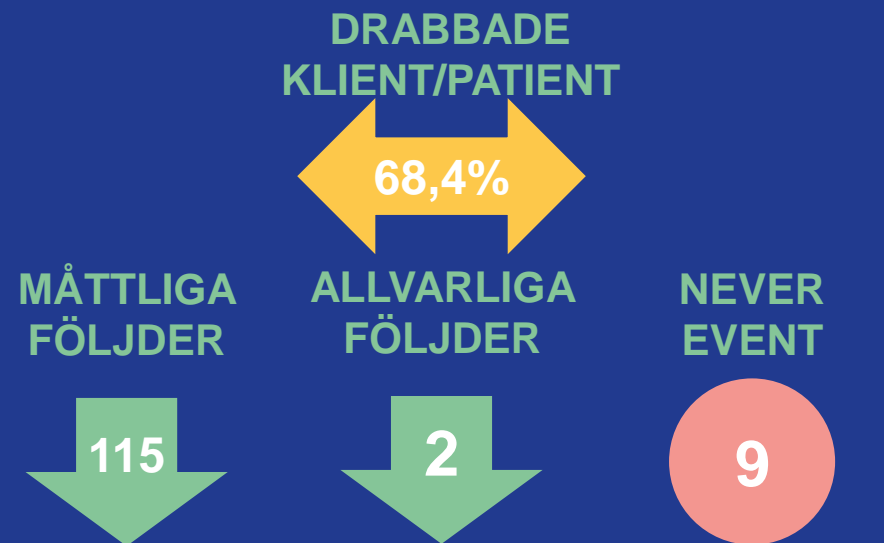 DRABBADE
KLIENT/PATIENT
68,4%
MÅTTLIGA
FÖLJDER
ALLVARLIGA
FÖLJDER
NEVER
EVENT
115
2
9